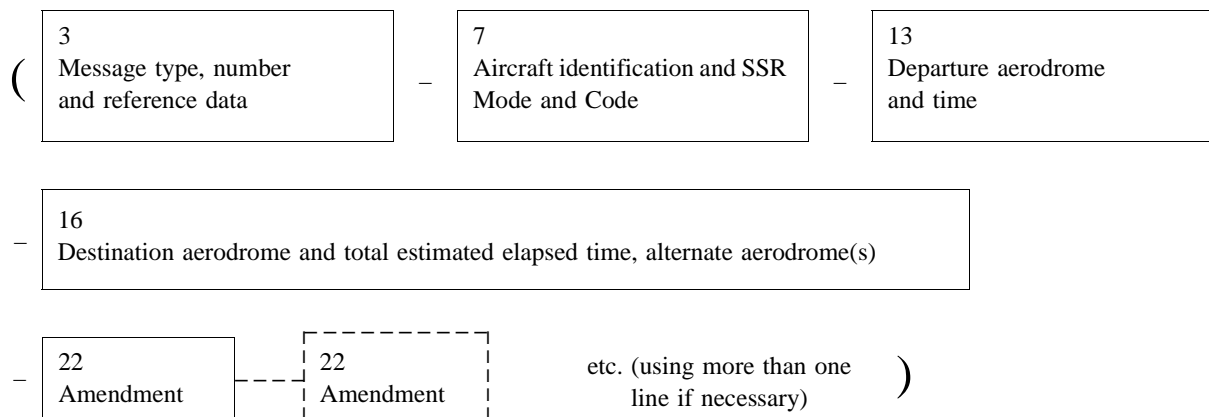 (
3
Message type, number
and reference data
–
7
Aircraft identification and SSR
Mode and Code
–
13
Departure aerodrome
and time
–
16
Destination aerodrome and total estimated elapsed time, alternate aerodrome(s)
–
22
Amendment
22
Amendment
etc. (using more than one
line if necessary)
)